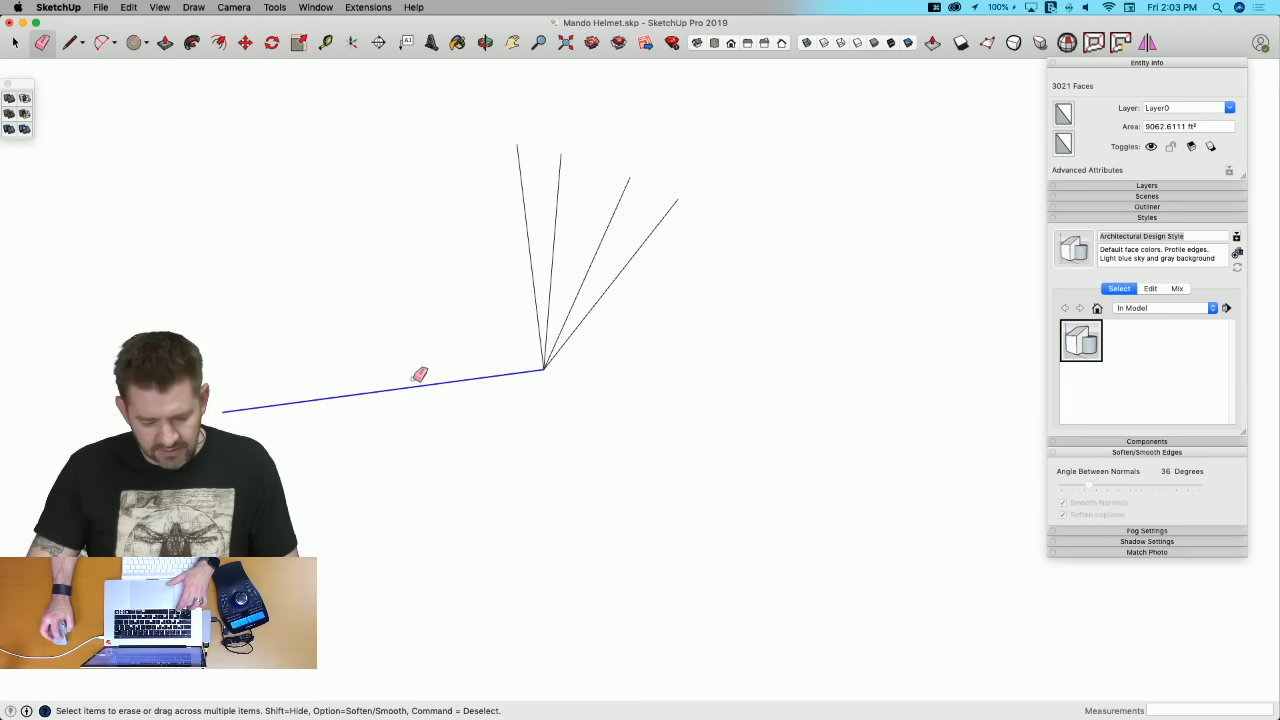 SketchUp File Edit View Draw Camera Tools Window Extensions Help
100% Fri 2:03 PM
Mando Helmet.skp - SketchUp Pro 2019
Entity Info
3021 Faces
Layer: Layer0
Area: 9062.6111 ft²
Toggles:
Advanced Attributes
Layers
Scenes
Outliner
Styles
Architectural Design Style
Default face colors. Profile edges.
Light blue sky and gray background
Select Edit Mix
In Model
Components
Soften/Smooth Edges
Angle Between Normals 36 Degrees
Smooth Normals
Soften coplanar
Fog Settings
Shadow Settings
Match Photo
Select items to erase or drag across multiple items. Shift=Hide, Option=Soften/Smooth, Command = Deselect.
Measurements